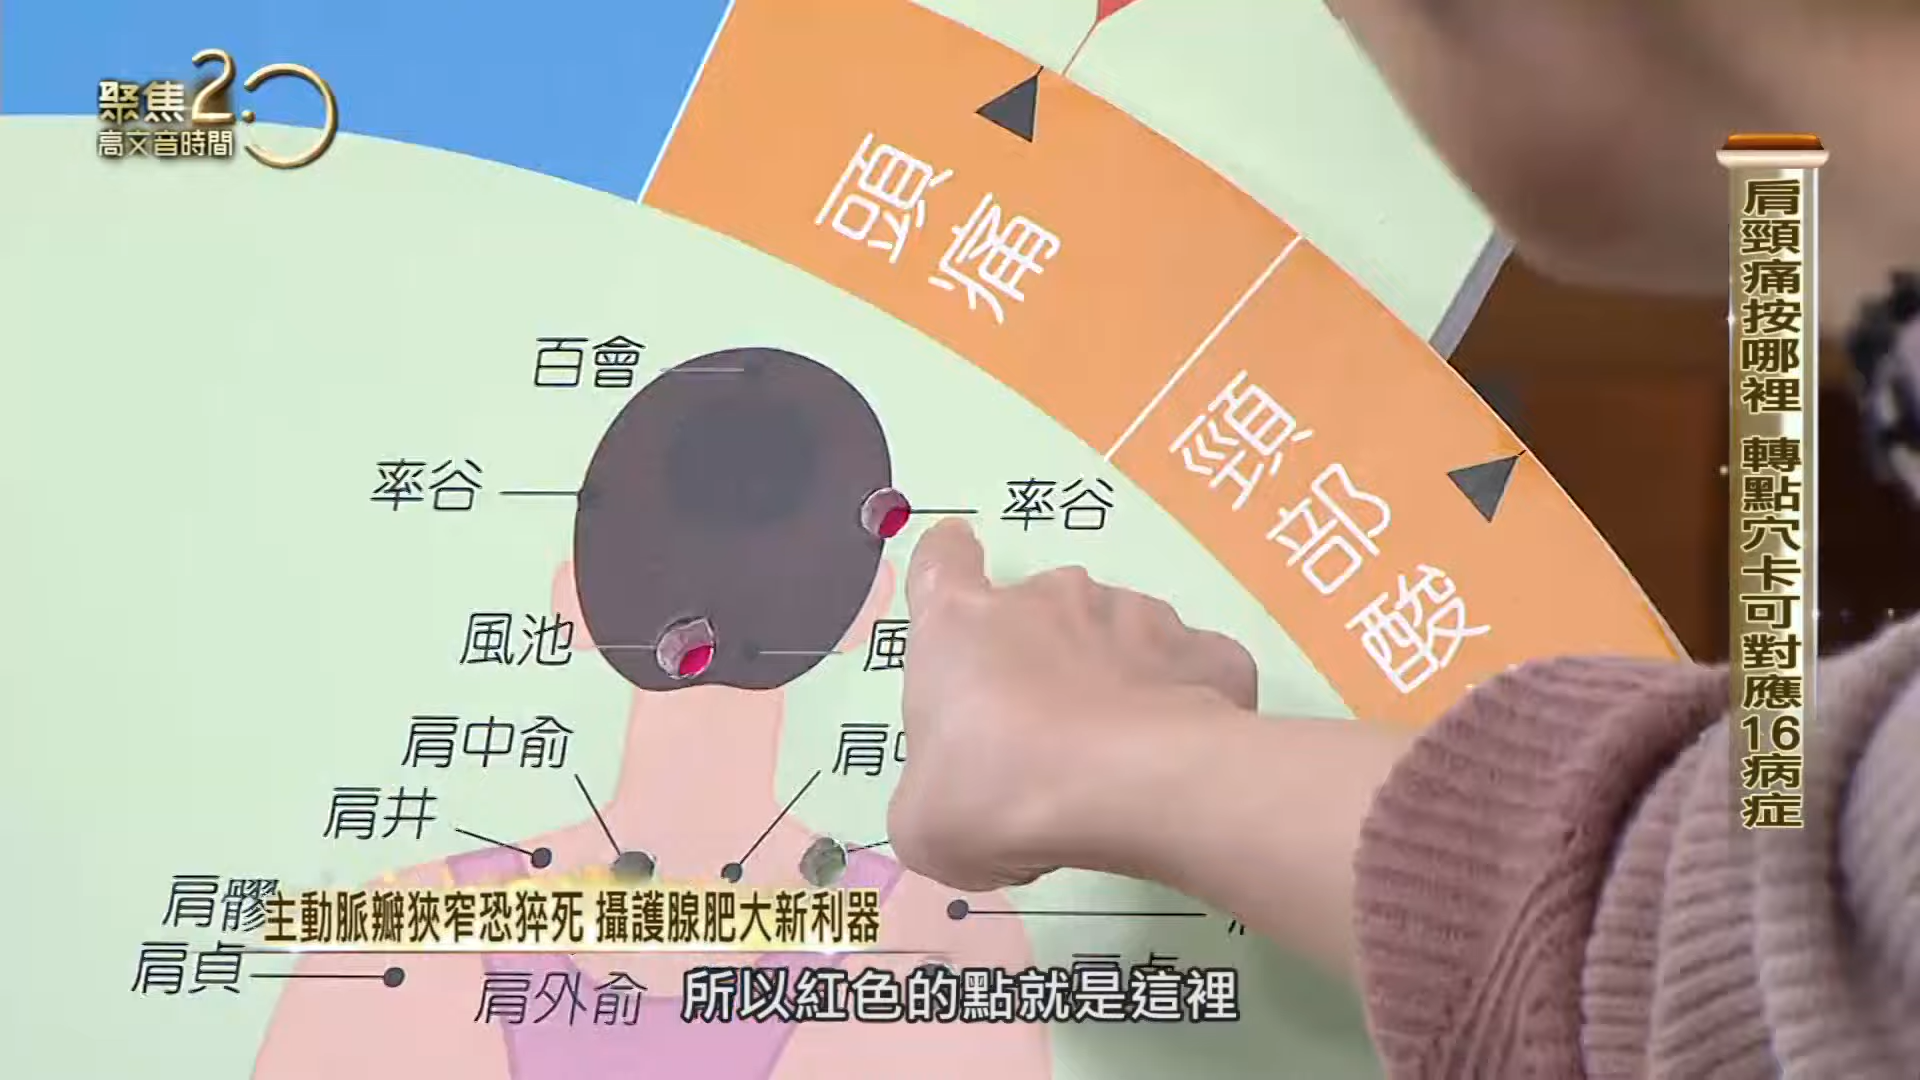 聚焦2.0
高文音時間
頭痛
頸部酸
百會
率谷
率谷
風池
風
肩中俞
肩中
肩井
肩髎
肩貞
肩外俞
肩頸痛按哪裡 轉點穴卡可對應16病症
主動脈瓣狹窄恐猝死 攝護腺肥大新利器
所以紅色的點就是這裡